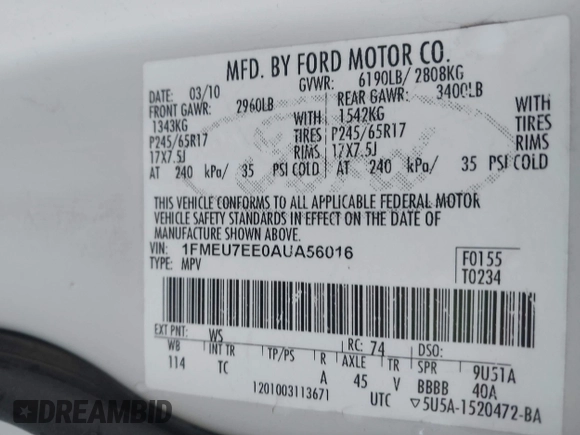 MFD. BY FORD MOTOR CO.
DATE: 03/10 GVWR: 6190LB/ 2808KG
FRONT GAWR: 2960LB REAR GAWR: 3400LB
1343KG WITH 1542KG WITH
P245/65R17 TIRES P245/65R17 TIRES
17X7.5J RIMS 17X7.5J RIMS
AT 240 kPa/ 35 PSI COLD AT 240 kPa/ 35 PSI COLD
THIS VEHICLE CONFORMS TO ALL APPLICABLE FEDERAL MOTOR
VEHICLE SAFETY STANDARDS IN EFFECT ON THE DATE OF
MANUFACTURE SHOWN ABOVE.
VIN: 1FMEU7EE0AUA56016 F0155
TYPE: MPV T0234
EXT PNT: WS RC: 74 DSO:
WB INT TR TP/PS R AXLE TR SPR 9U51A
114 TC A 45 V BBBB 40A
1201003113671 UTC ▽5U5A-1520472-BA
DREAMBID
START WIN DRIVE